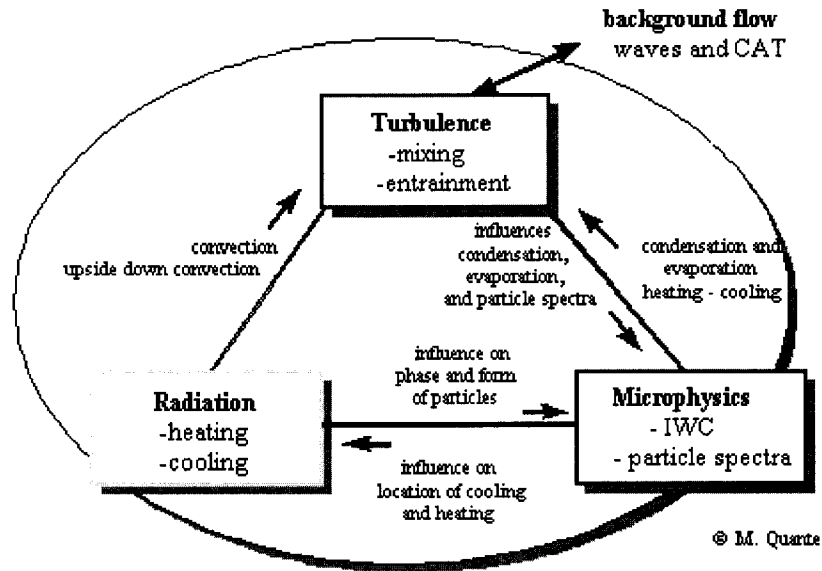 background flow
waves and CAT
Turbulence
-mixing
-entrainment
convection
upside down convection
influences
condensation,
evaporation,
and particle spectra
condensation and
evaporation
heating - cooling
influence on
phase and form
of particles
Radiation
-heating
-cooling
Microphysics
- IWC
- particle spectra
influence on
location of cooling
and heating
© M. Quante